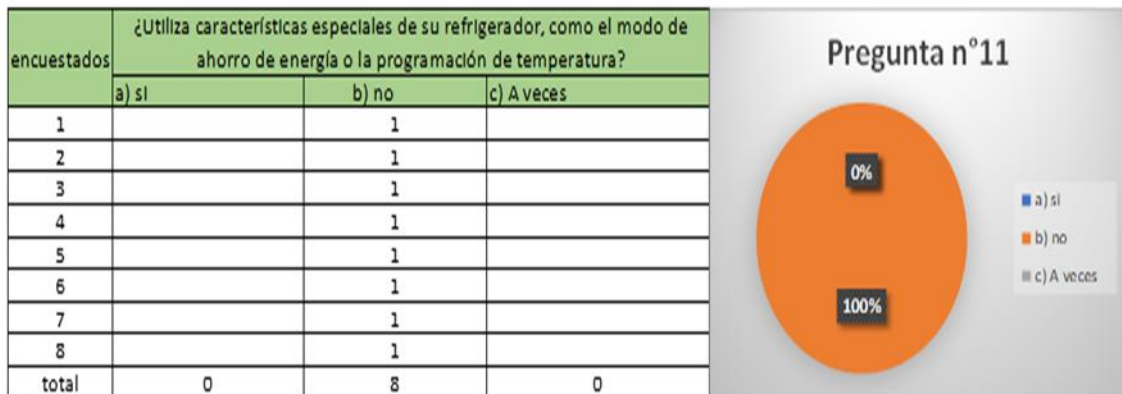 ¿Utiliza características especiales de su refrigerador, como el modo de
encuestados
ahorro de energía o la programación de temperatura?
a) si b) no c) A veces
1 1
2 1
3 1
4 1
5 1
6 1
7 1
8 1
total 0 8 0
Pregunta n°11
0%
100%
a) si
b) no
c) A veces